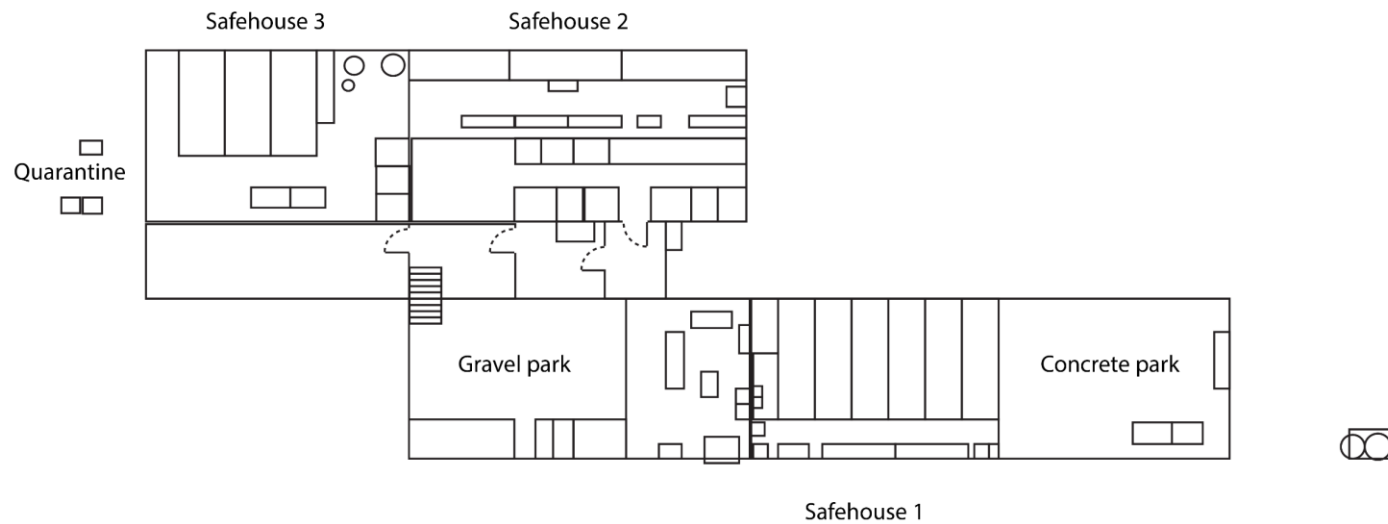 Safehouse 3
Safehouse 2
Quarantine
Gravel park
Concrete park
Safehouse 1